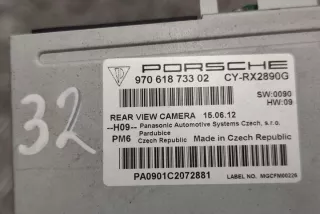 PORSCHE
970 618 733 02 CY-RX2890G
SW:0090
HW:09
REAR VIEW CAMERA 15.06.12
--H09-- Panasonic Automotive Systems Czech, s.r.o.
Pardubice
PM6 Czech Republic Made in Czech Republic
PA0901C2072881
LABEL NO. MGCFM00226
32